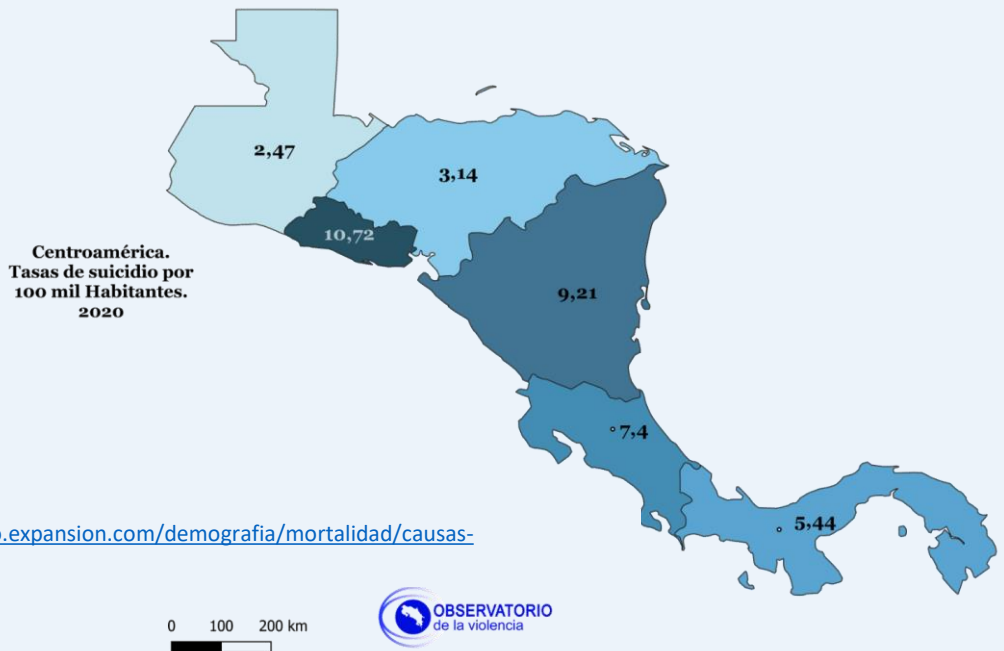 2,47
3,14
10,72
Centroamérica.
Tasas de suicidio por
100 mil Habitantes.
2020
9,21
7,4
5,44
.expansion.com/demografia/mortalidad/causas-
0 100 200 km
OBSERVATORIO
de la violencia